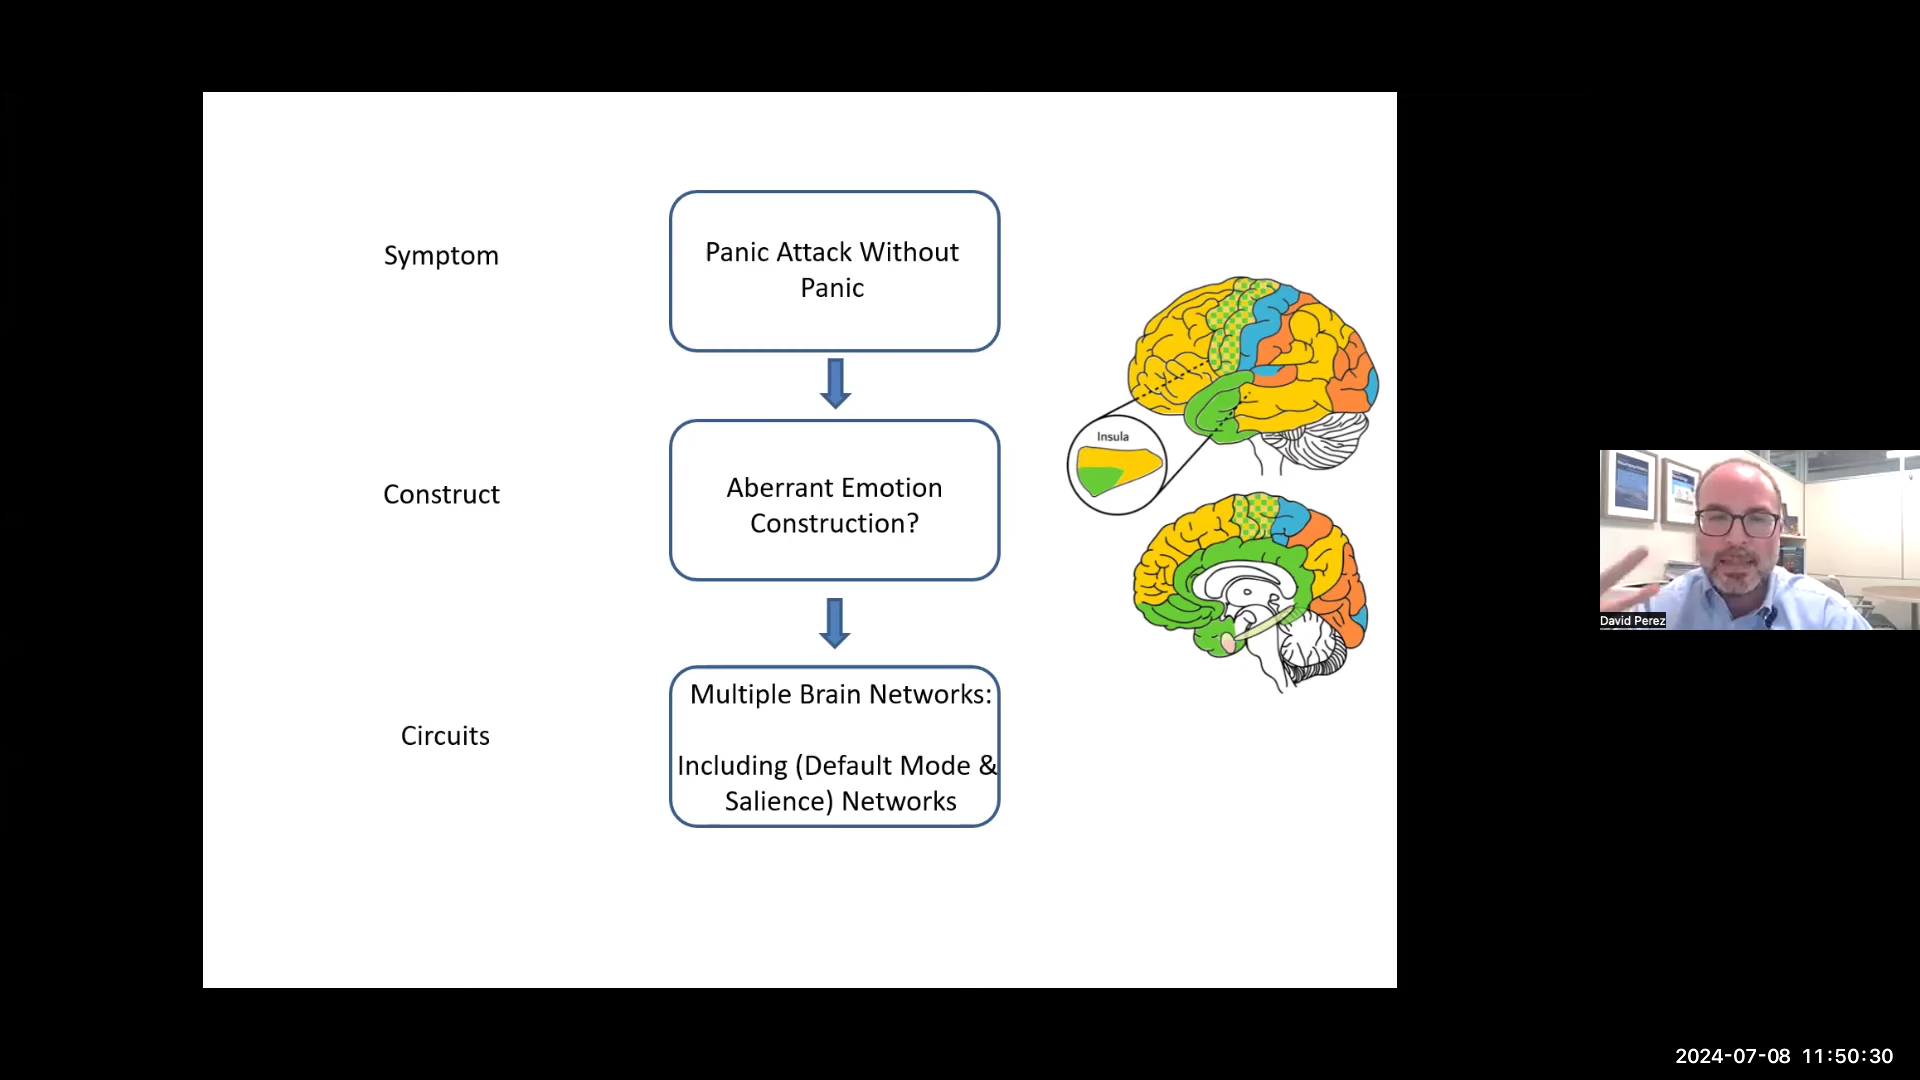 Symptom
Panic Attack Without
Panic
Construct
Aberrant Emotion
Construction?
Circuits
Multiple Brain Networks:
Including (Default Mode &
Salience) Networks
Insula
David Perez
2024-07-08 11:50:30